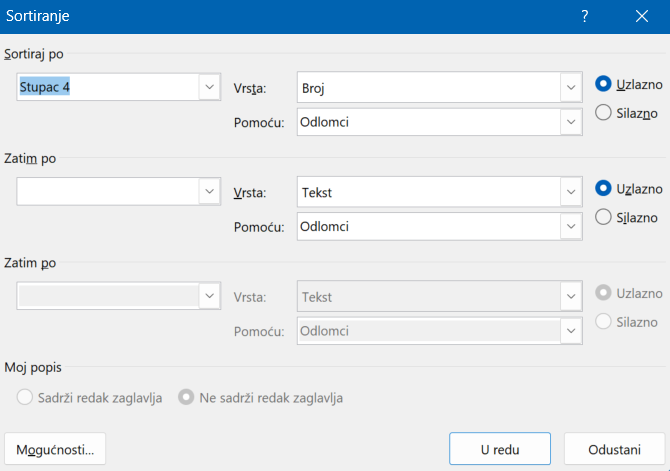 Sortiranje ? ×
Sortiraj po
Stupac 4 Vrsta: Broj Uzlazno
Pomoću: Odlomci Silazno
Zatim po
Vrsta: Tekst Uzlazno
Pomoću: Odlomci Silazno
Zatim po
Vrsta: Tekst Uzlazno
Pomoću: Odlomci Silazno
Moj popis
Sadrži redak zaglavlja Ne sadrži redak zaglavlja
Mogućnosti... U redu Odustani